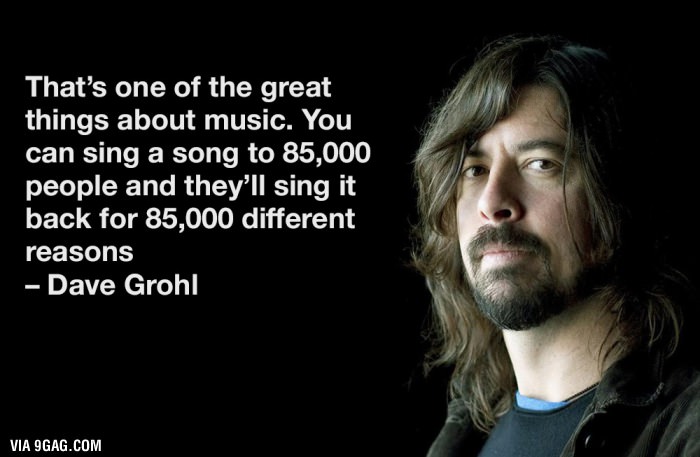 That’s one of the great
things about music. You
can sing a song to 85,000
people and they’ll sing it
back for 85,000 different
reasons
– Dave Grohl
VIA 9GAG.COM